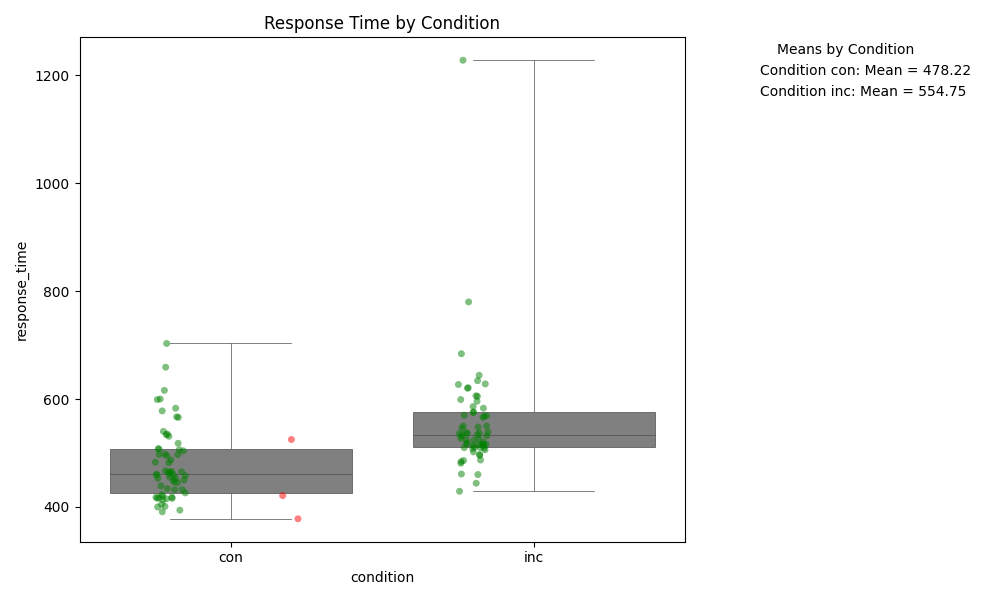 Response Time by Condition
Means by Condition
Condition con: Mean = 478.22
Condition inc: Mean = 554.75
response_time
1200
1000
800
600
400
con
inc
condition